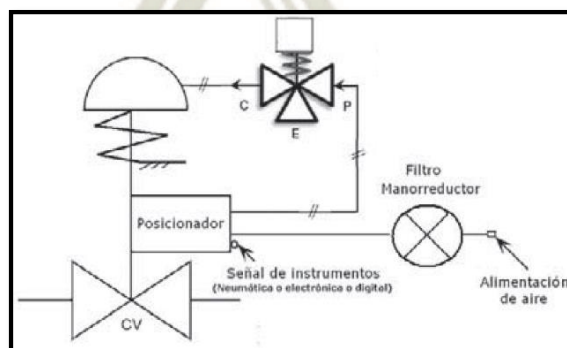 C
P
E
Filtro
Manorreductor
Posicionador
Señal de instrumentos
(Neumática o electrónica o digital)
Alimentación
de aire
CV